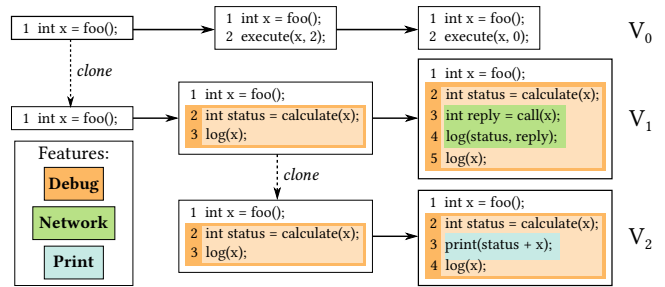 1 int x = foo();
1 int x = foo();
2 execute(x, 2);
1 int x = foo();
2 execute(x, 0);
V0
clone
1 int x = foo();
1 int x = foo();
2 int status = calculate(x);
3 log(x);
1 int x = foo();
2 int status = calculate(x);
3 int reply = call(x);
4 log(status, reply);
5 log(x);
V1
Features:
Debug
Network
Print
clone
1 int x = foo();
2 int status = calculate(x);
3 log(x);
1 int x = foo();
2 int status = calculate(x);
3 print(status + x);
4 log(x);
V2